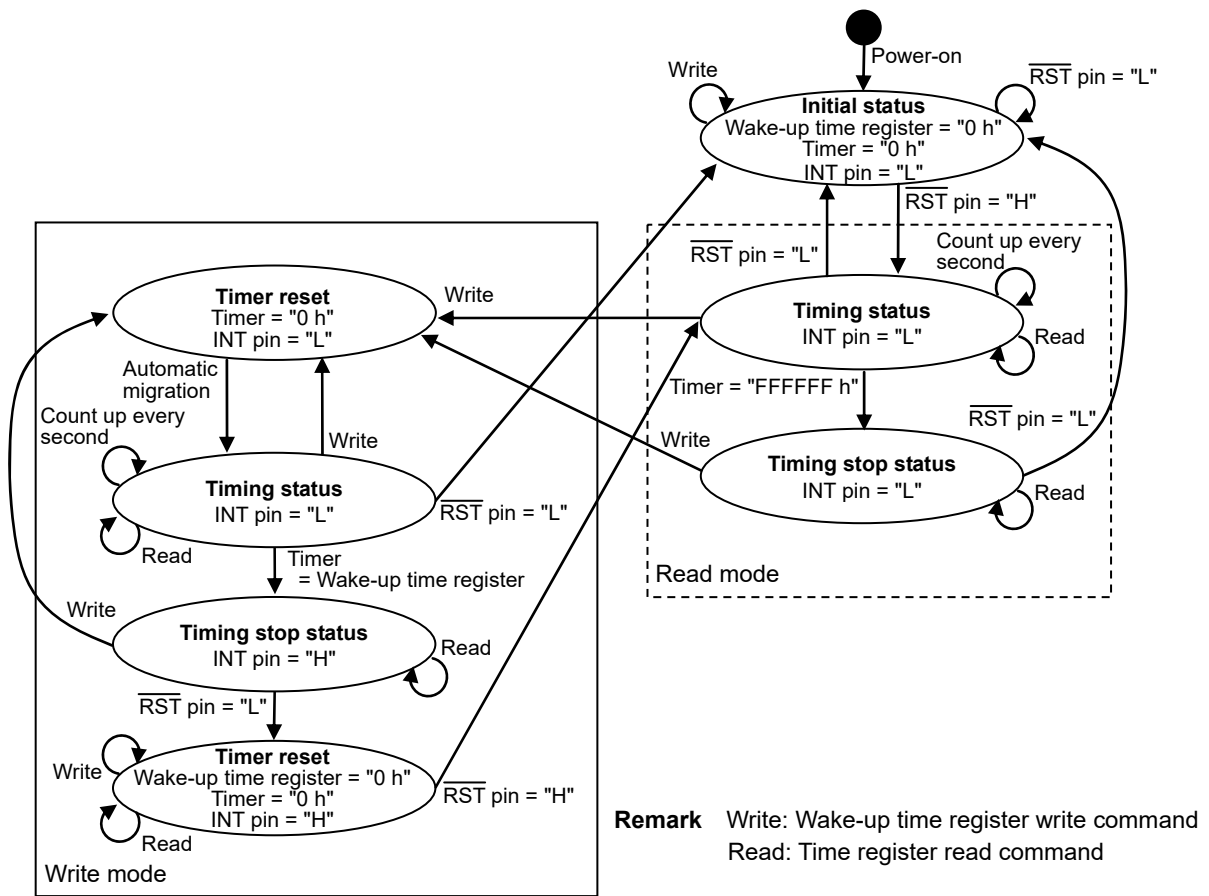 Power-on
Write
RST pin = "L"
Initial status
Wake-up time register = "0 h"
Timer = "0 h"
INT pin = "L"
RST pin = "H"
RST pin = "L"
Count up every
second
Timing status
INT pin = "L"
Read
Write
Timer = "FFFFFF h"
RST pin = "L"
Write
Timing stop status
INT pin = "L"
Read
Read mode
Timer reset
Timer = "0 h"
INT pin = "L"
Automatic
migration
Count up every
second
Write
Timing status
INT pin = "L"
RST pin = "L"
Read
Timer
= Wake-up time register
Write
Timing stop status
INT pin = "H"
Read
RST pin = "L"
Timer reset
Wake-up time register = "0 h"
Timer = "0 h"
INT pin = "H"
Write
Read
RST pin = "H"
Write mode
Remark Write: Wake-up time register write command
Read: Time register read command